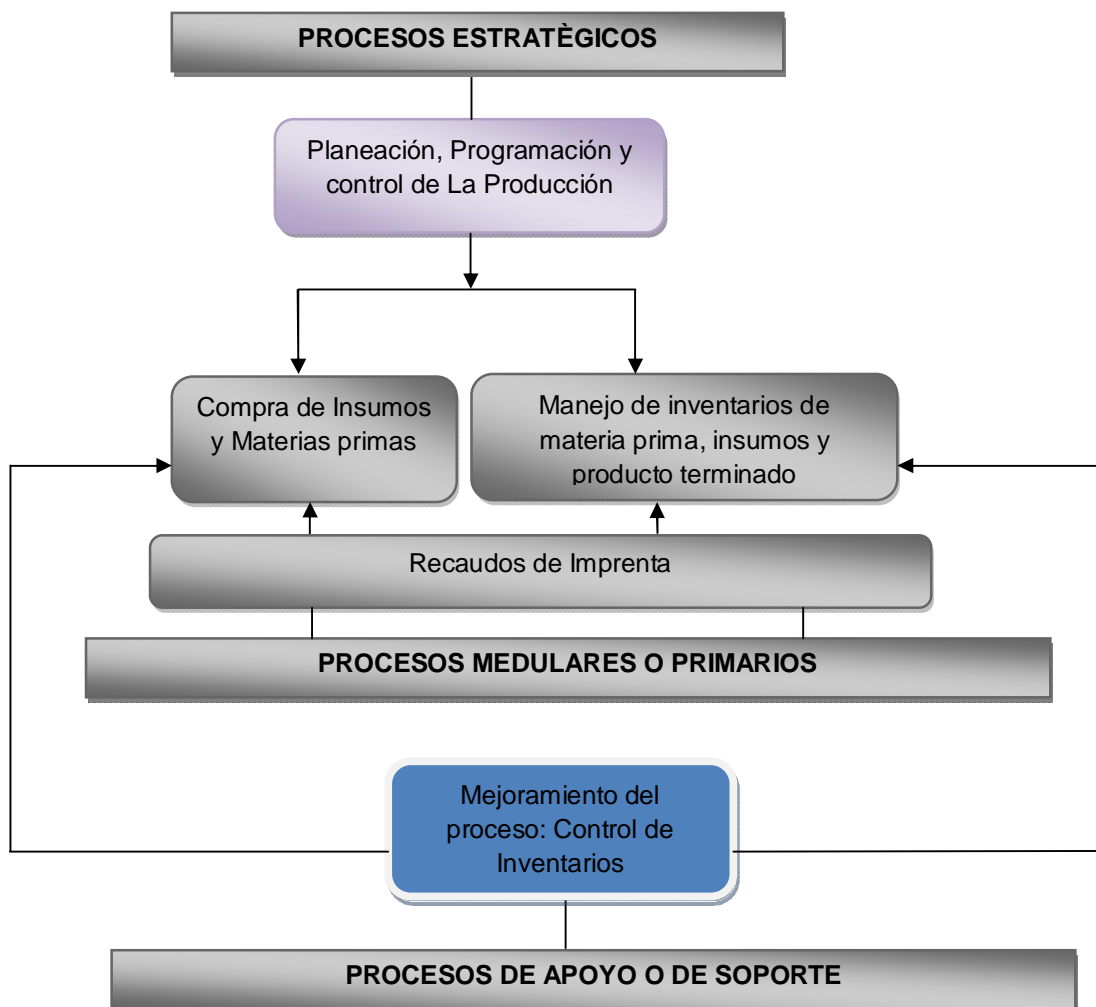 PROCESOS ESTRATÈGICOS
Planeación, Programación y
control de La Producción
Compra de Insumos
y Materias primas
Manejo de inventarios de
materia prima, insumos y
producto terminado
Recaudos de Imprenta
PROCESOS MEDULARES O PRIMARIOS
Mejoramiento del
proceso: Control de
Inventarios
PROCESOS DE APOYO O DE SOPORTE